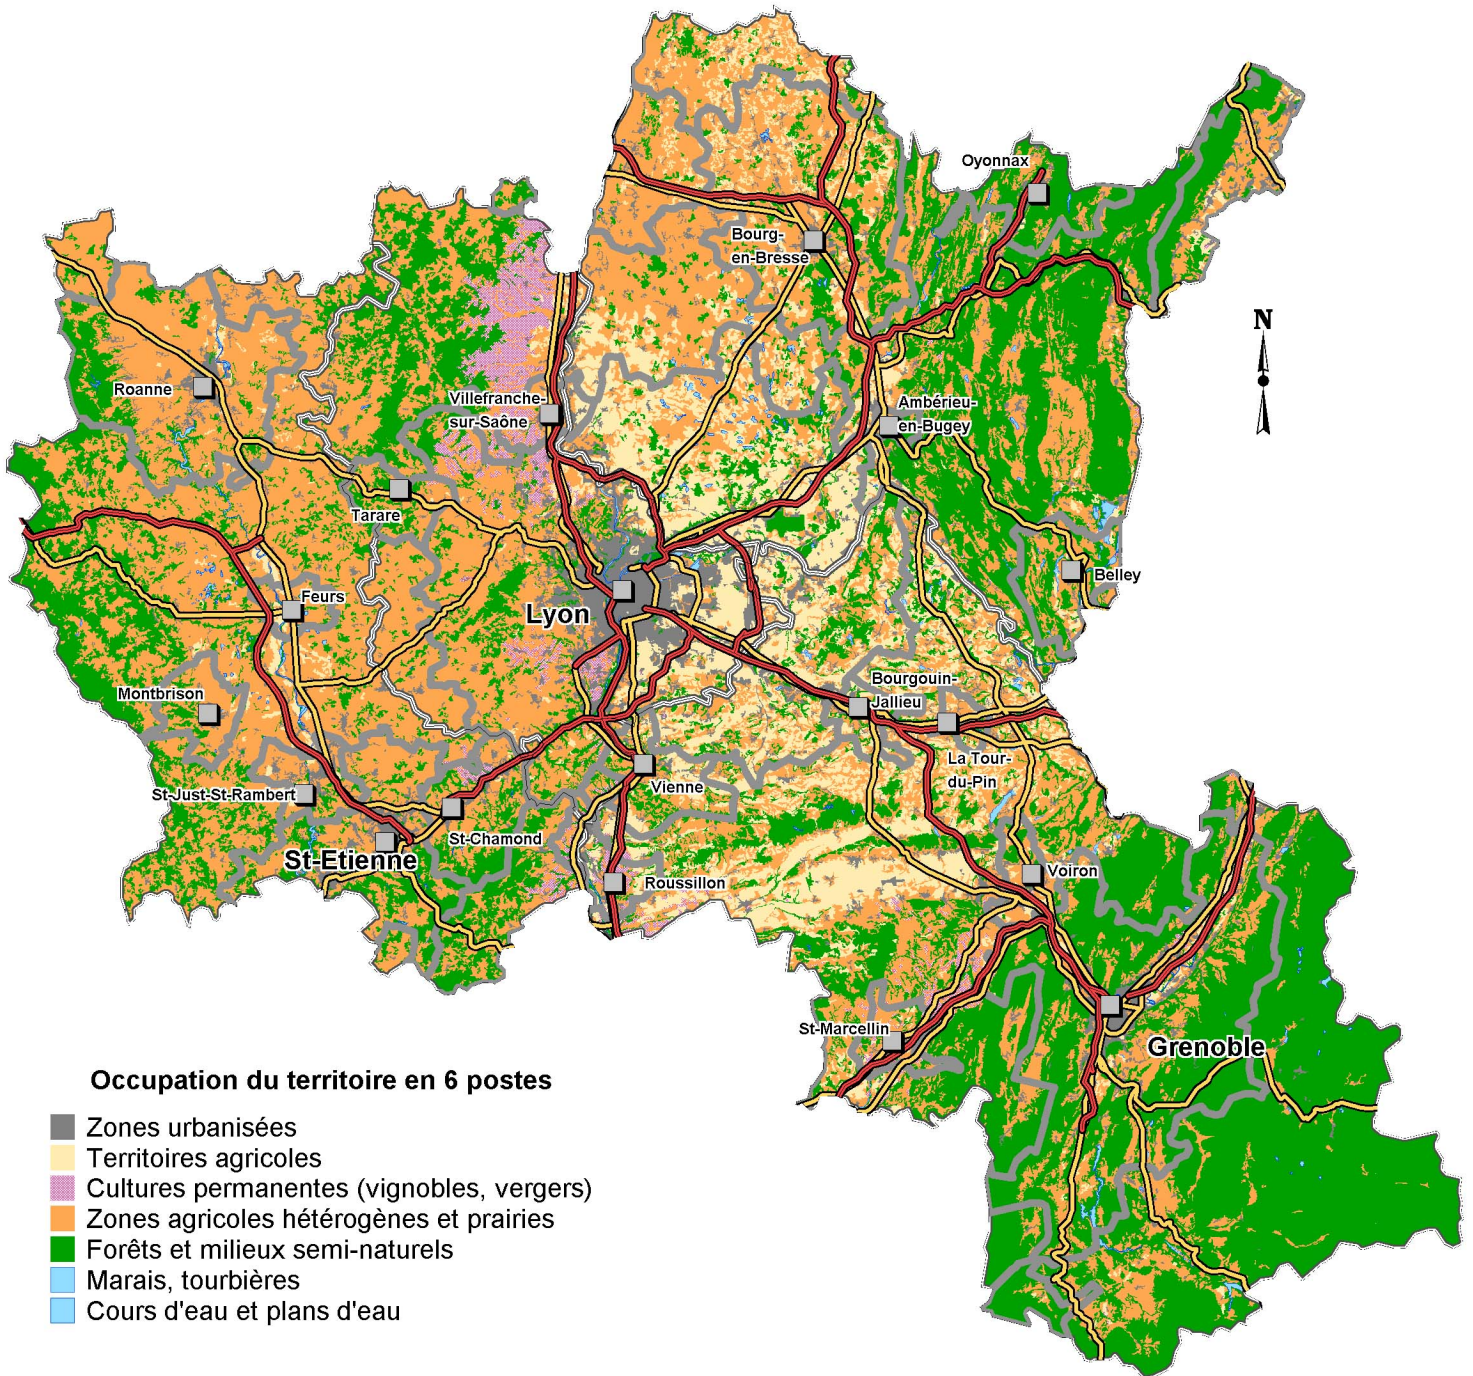 Oyonnax
Bourg-
en-Bresse
N
Roanne
Villefranche-
sur-Saône
Ambérieu-
en-Bugey
Tarare
Belley
Feurs
Lyon
Montbrison
Bourgouin-
Jallieu
La Tour-
du-Pin
Vienne
St-Just-St-Rambert
St-Chamond
St-Etienne
Roussillon
Voiron
St-Marcellin
Grenoble
Occupation du territoire en 6 postes
Zones urbanisées
Territoires agricoles
Cultures permanentes (vignobles, vergers)
Zones agricoles hétérogènes et prairies
Forêts et milieux semi-naturels
Marais, tourbières
Cours d'eau et plans d'eau